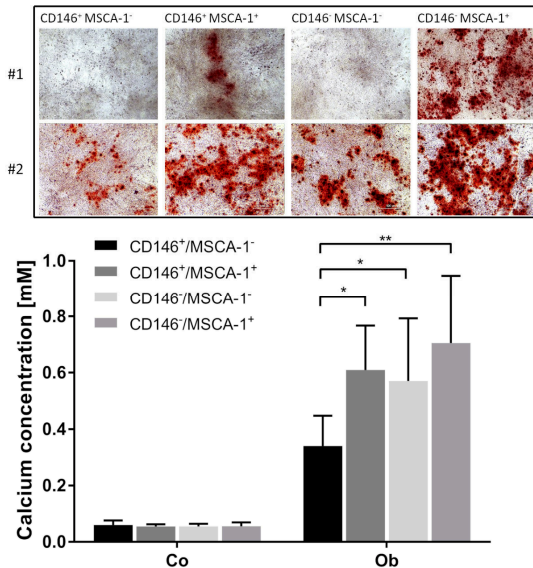 CD146⁺ MSCA-1⁻ CD146⁺ MSCA-1⁺ CD146⁻ MSCA-1⁻ CD146⁻ MSCA-1⁺
#1
#2
CD146⁺/MSCA-1⁻
CD146⁺/MSCA-1⁺
CD146⁻/MSCA-1⁻
CD146⁻/MSCA-1⁺
**
*
*
Calcium concentration [mM]
1.0
0.8
0.6
0.4
0.2
0.0
Co Ob